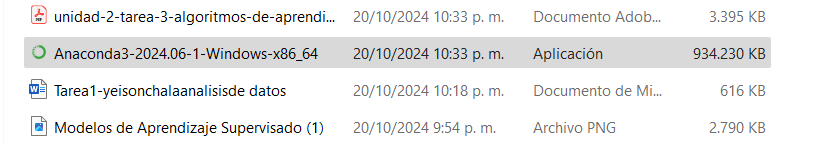 unidad-2-tarea-3-algoritmos-de-aprendi... 20/10/2024 10:33 p. m. Documento Adob... 3.395 KB
Anaconda3-2024.06-1-Windows-x86_64 20/10/2024 10:33 p. m. Aplicación 934.230 KB
Tarea1-yeisonchalaanalisisde datos 20/10/2024 10:18 p. m. Documento de Mi... 616 KB
Modelos de Aprendizaje Supervisado (1) 20/10/2024 9:54 p. m. Archivo PNG 2.790 KB